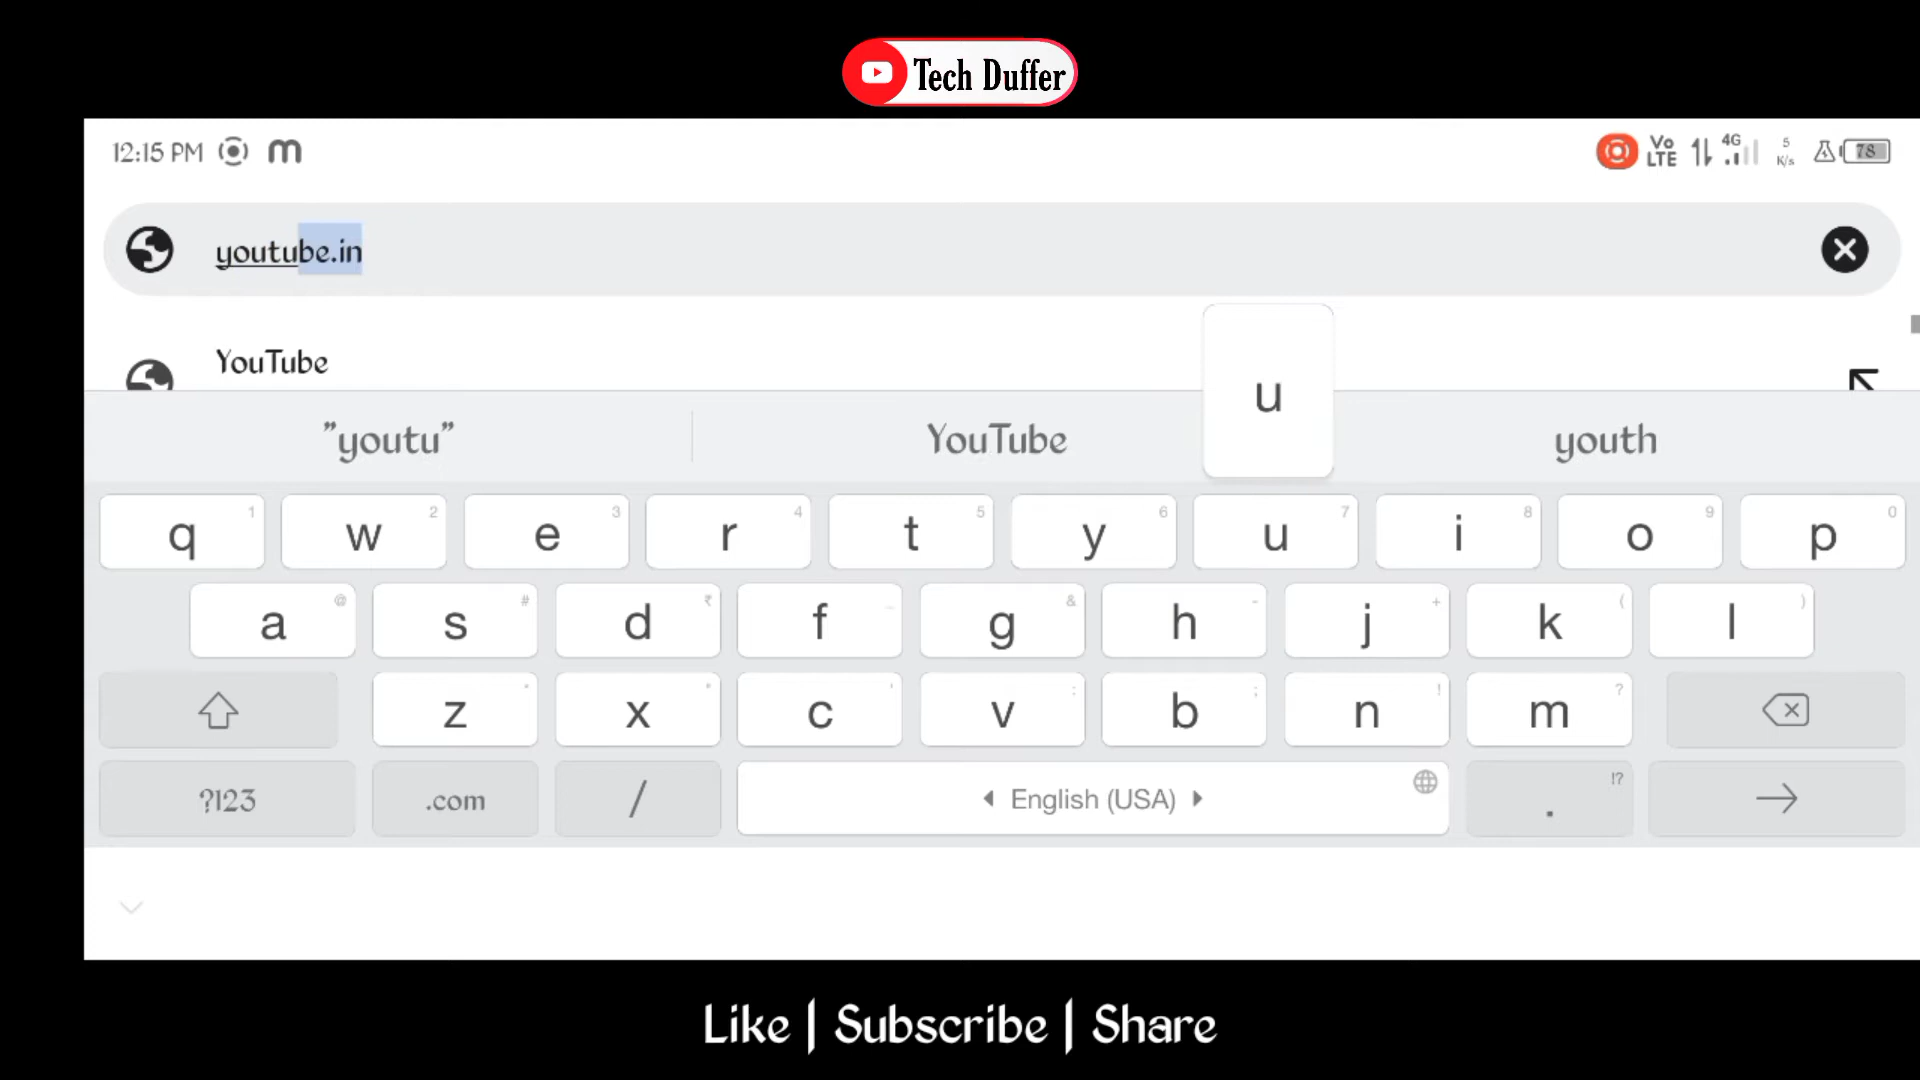 Tech Duffer
12:15 PM m Vo LTE 4G 5 K/s 78
youtube.in
YouTube
u
"youtu" YouTube youth
q 1 w 2 e 3 r 4 t 5 y 6 u 7 i 8 o 9 p 0
a @ s # d ₹ f _ g & h - j + k ( l )
z x c ' v : b ; n ! m ?
?123 .com / English (USA) . !?
Like | Subscribe | Share